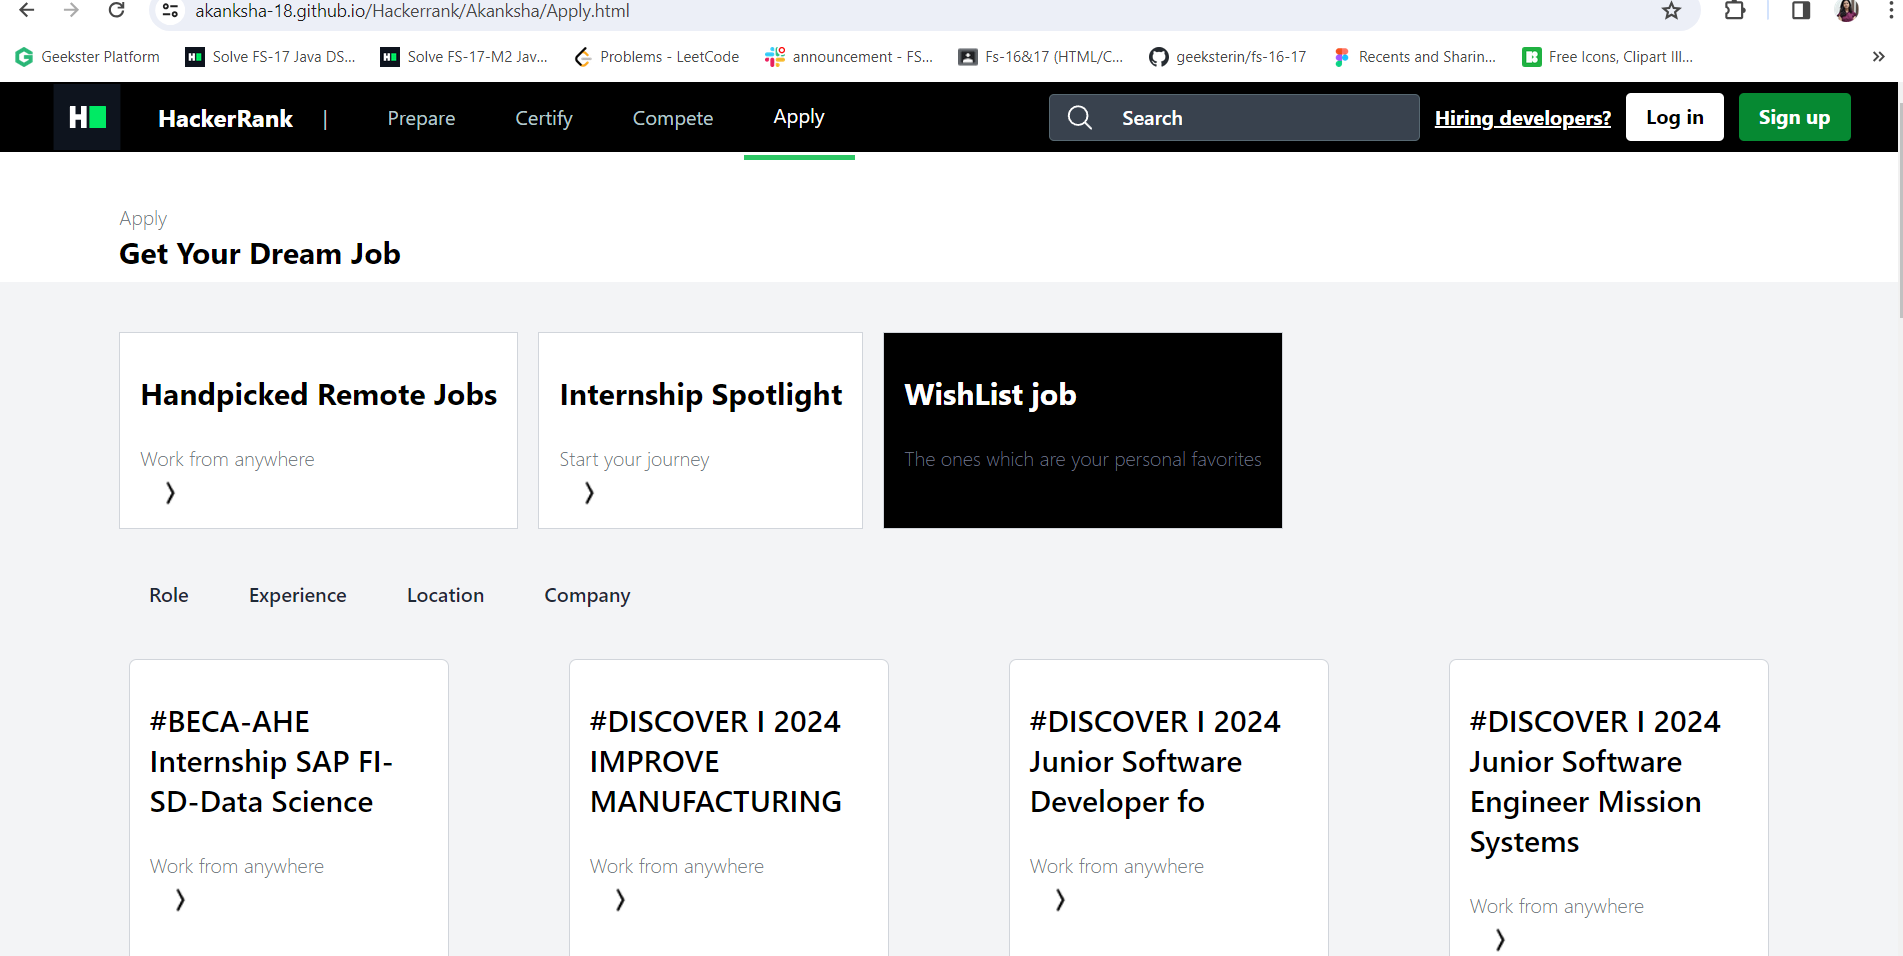 akanksha-18.github.io/Hackerrank/Akanksha/Apply.html
Geekster Platform Solve FS-17 Java DS... Solve FS-17-M2 Jav... Problems - LeetCode announcement - FS... Fs-16&17 (HTML/C... geeksterin/fs-16-17 Recents and Sharin... Free Icons, Clipart Ill... »
H HackerRank | Prepare Certify Compete Apply Search Hiring developers? Log in Sign up
Apply
Get Your Dream Job
Handpicked Remote Jobs
Work from anywhere
Internship Spotlight
Start your journey
WishList job
The ones which are your personal favorites
Role Experience Location Company
#BECA-AHE
Internship SAP FI-
SD-Data Science
Work from anywhere
#DISCOVER I 2024
IMPROVE
MANUFACTURING
Work from anywhere
#DISCOVER I 2024
Junior Software
Developer fo
Work from anywhere
#DISCOVER I 2024
Junior Software
Engineer Mission
Systems
Work from anywhere